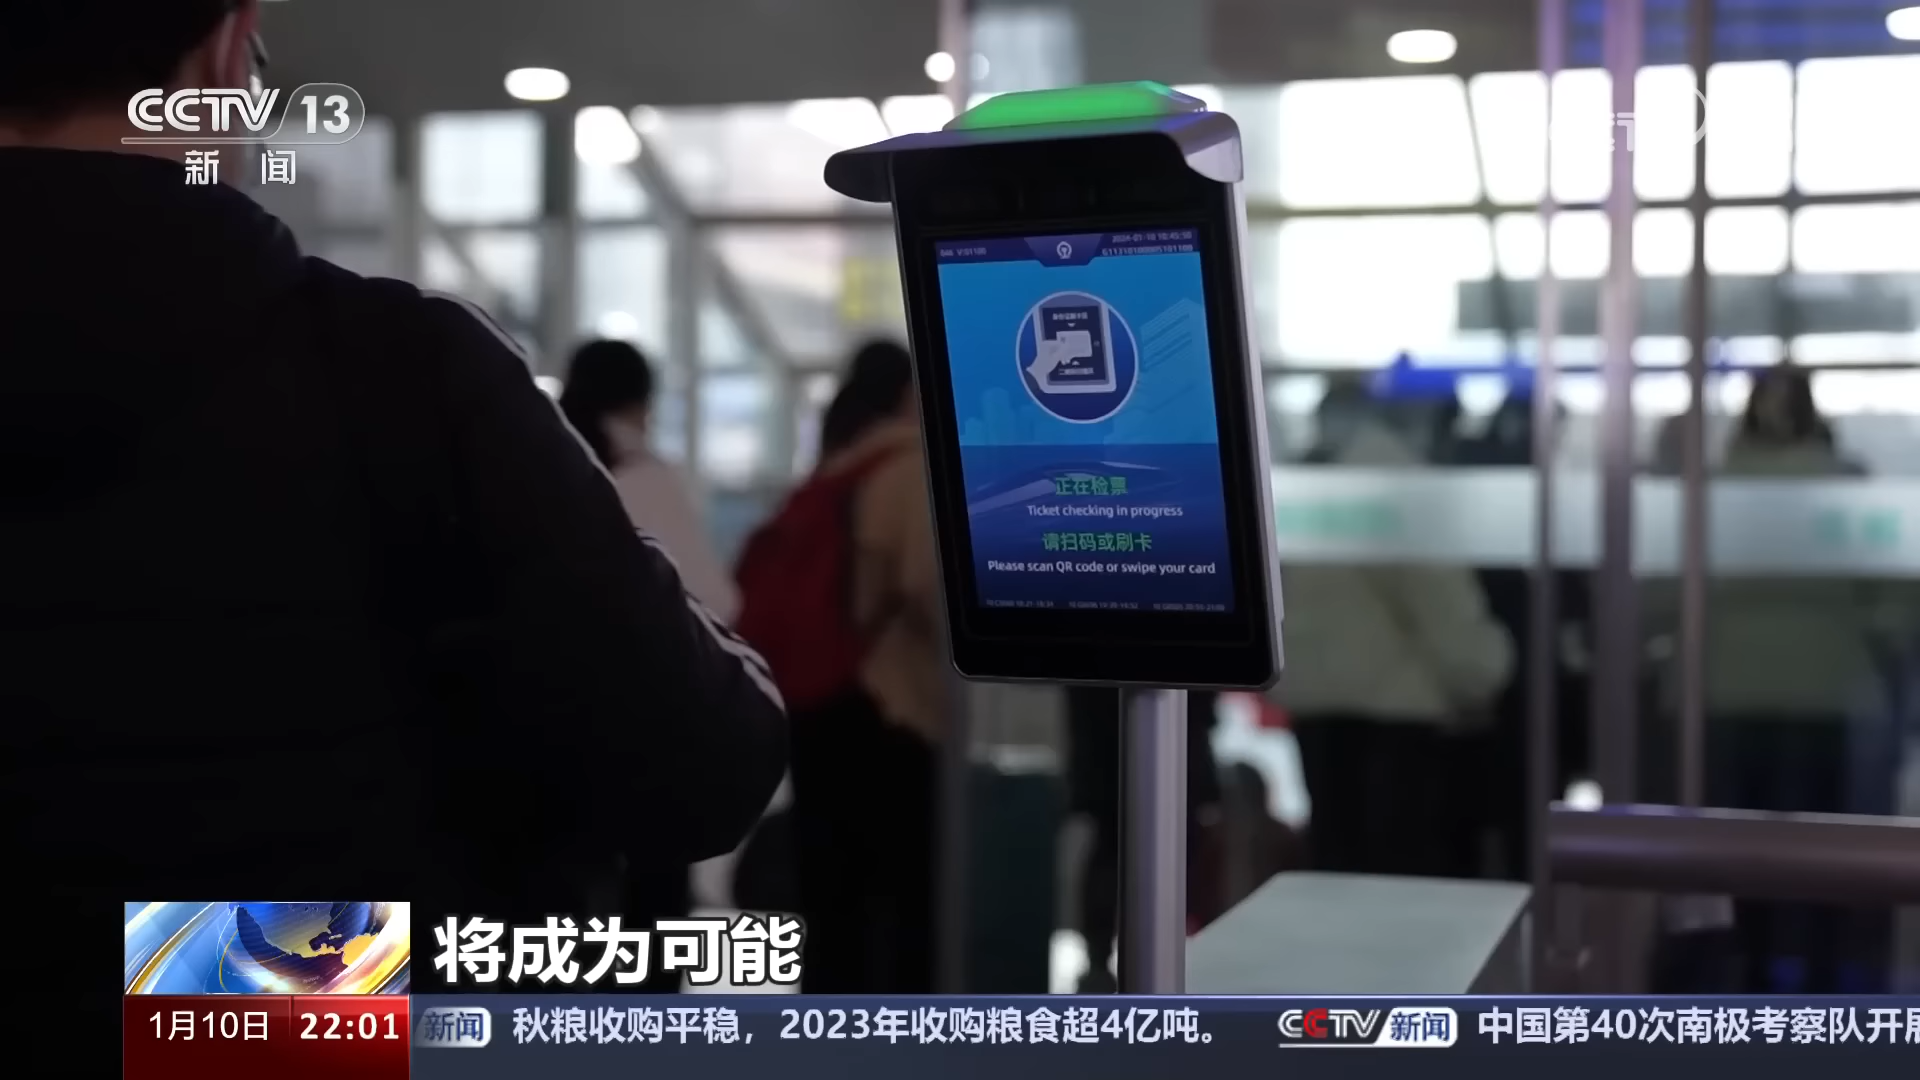 CCTV 13
新闻
正在检票
Ticket checking in progress
请扫码或刷卡
Please scan QR code or swipe your card
将成为可能
1月10日 22:01
新闻 秋粮收购平稳，2023年收购粮食超4亿吨。 CCTV 新闻 中国第40次南极考察队开展